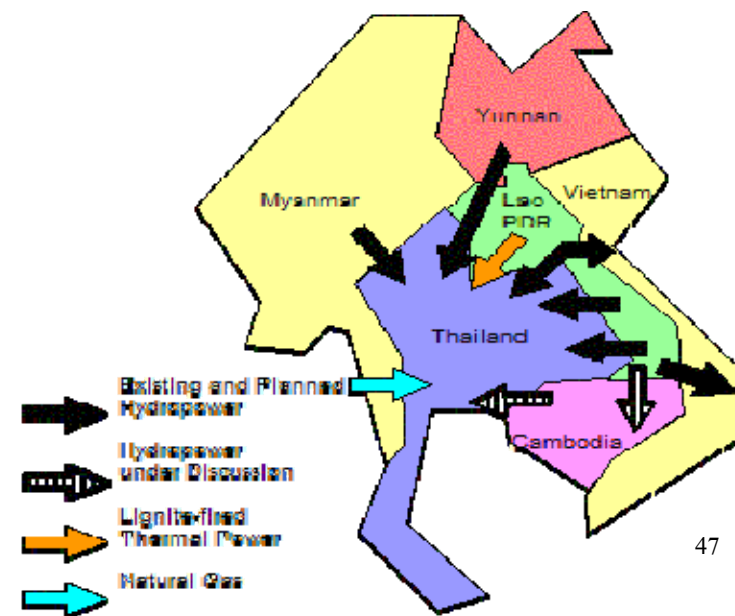 Yunnan
Myanmar
Lao
PDR
Vietnam
Thailand
Cambodia
Existing and Planned
Hydropower
Hydropower
under Discussion
Lignite-fired
Thermal Power
Natural Gas
47